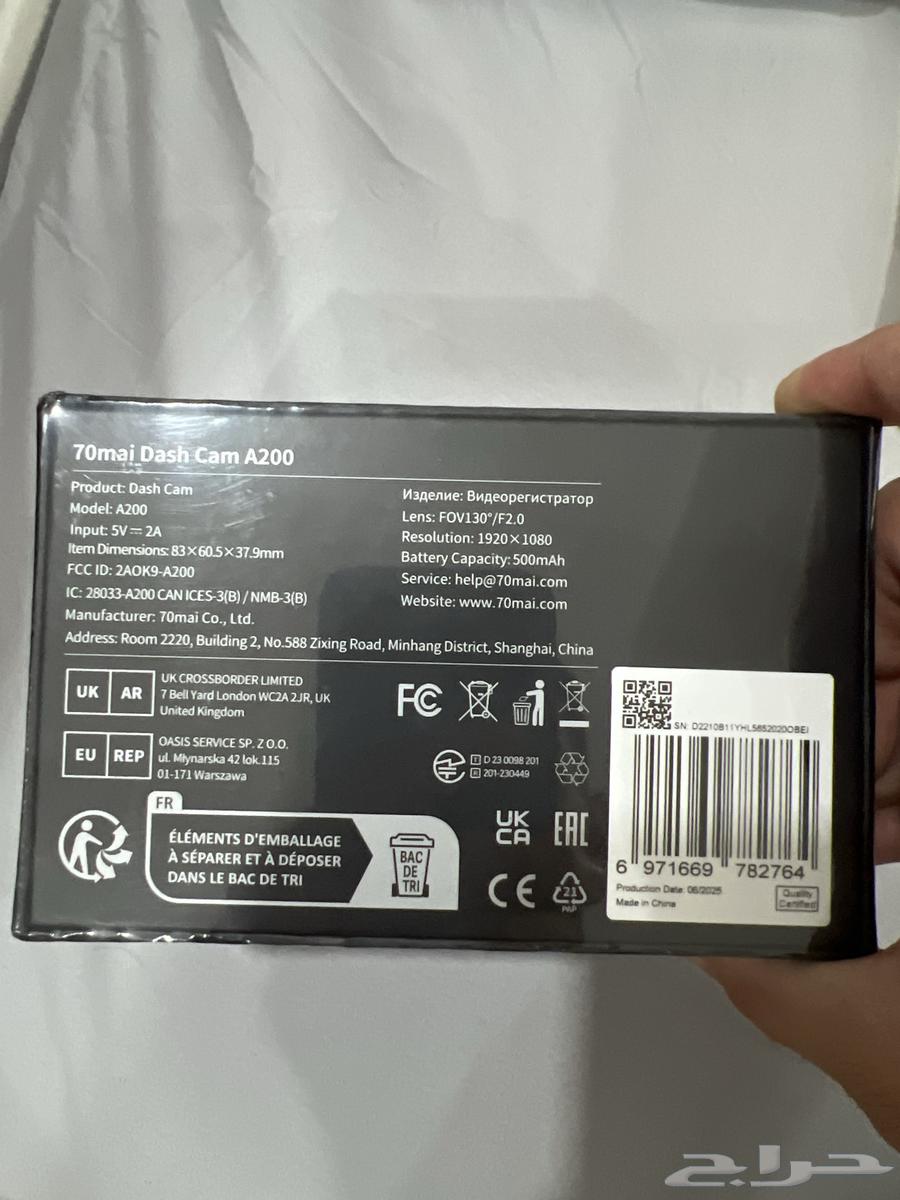 70mai Dash Cam A200
Product: Dash Cam
Model: A200
Input: 5V⎓2A
Item Dimensions: 83×60.5×37.9mm
FCC ID: 2AOK9-A200
IC: 28033-A200 CAN ICES-3(B) / NMB-3(B)
Manufacturer: 70mai Co., Ltd.
Address: Room 2220, Building 2, No.588 Zixing Road, Minhang District, Shanghai, China
Изделие: Видеорегистратор
Lens: FOV130°/F2.0
Resolution: 1920×1080
Battery Capacity: 500mAh
Service: help@70mai.com
Website: www.70mai.com
UK AR
UK CROSSBORDER LIMITED
7 Bell Yard London WC2A 2JR, UK
United Kingdom
EU REP
OASIS SERVICE SP. Z O.O.
ul. Młynarska 42 lok.115
01-171 Warszawa
FC
T D 23 0098 201
R 201-230449
FR
ÉLÉMENTS D'EMBALLAGE
À SÉPARER ET À DÉPOSER
DANS LE BAC DE TRI
BAC
DE
TRI
UK
CA
EAC
CE
21
PAP
SN: D2210B11YHL56520200BEI
6 971669 782764
Production Date: 06/2025
Made in China
Quality
Certified
حراج